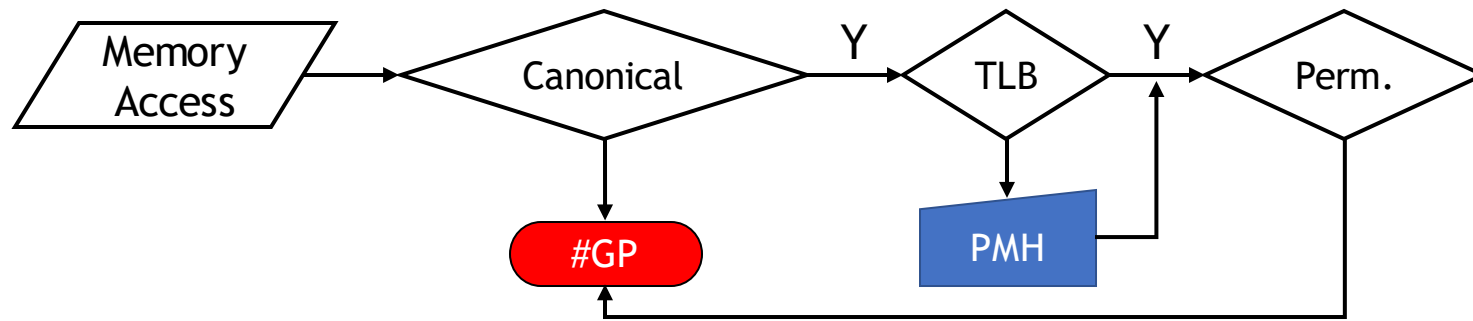 Memory
Access
Canonical
Y
TLB
Y
Perm.
#GP
PMH